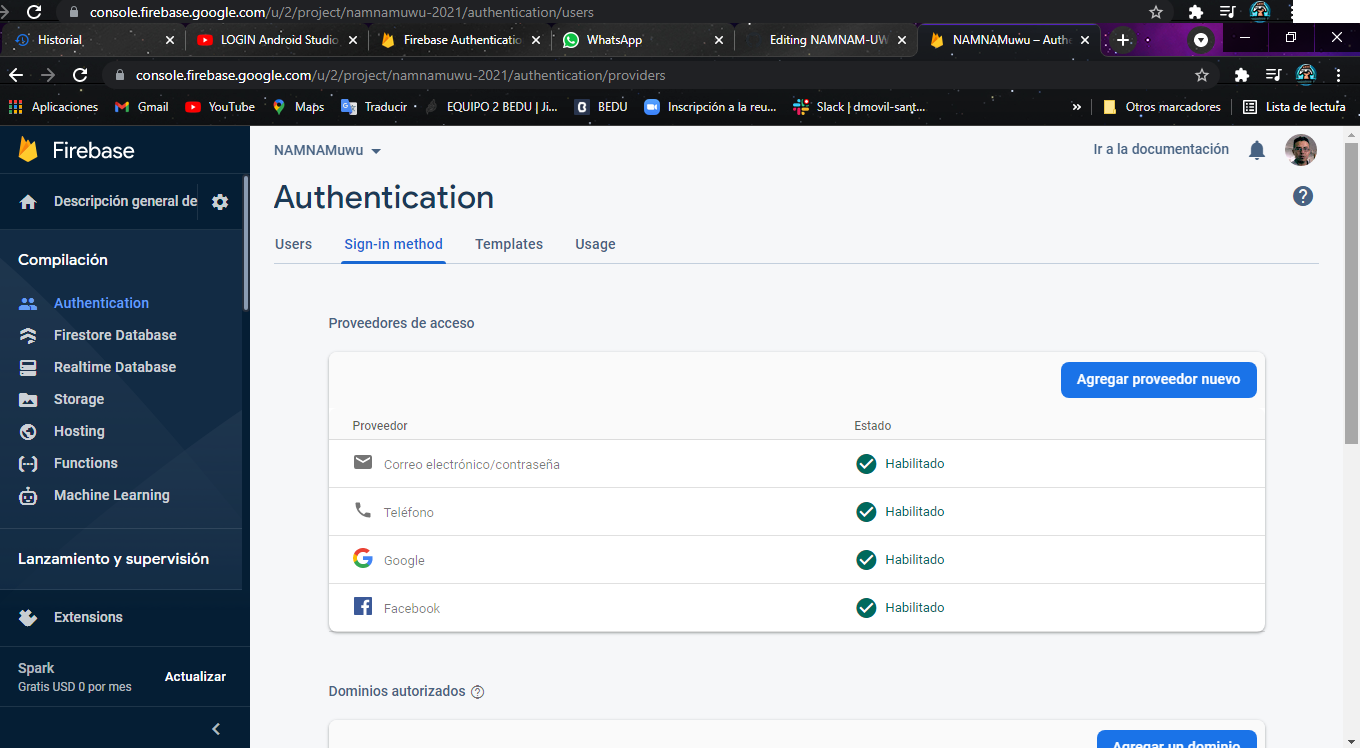 console.firebase.google.com/u/2/project/namnamuwu-2021/authentication/users
Historial
LOGIN Android Studio
Firebase Authenticatio
WhatsApp
Editing NAMNAM-UW
NAMNAMuwu – Authe
console.firebase.google.com/u/2/project/namnamuwu-2021/authentication/providers
Aplicaciones
Gmail
YouTube
Maps
Traducir
EQUIPO 2 BEDU | Ji...
B
BEDU
Inscripción a la reu...
Slack | dmovil-sant...
»
Otros marcadores
Lista de lectura
Firebase
NAMNAMuwu
Ir a la documentación
Descripción general de
Authentication
Users
Sign-in method
Templates
Usage
Compilación
Authentication
Firestore Database
Realtime Database
Storage
Hosting
Functions
Machine Learning
Lanzamiento y supervisión
Extensions
Spark
Gratis USD 0 por mes
Actualizar
Proveedores de acceso
Agregar proveedor nuevo
Proveedor
Estado
Correo electrónico/contraseña
Habilitado
Teléfono
Habilitado
Google
Habilitado
Facebook
Habilitado
Dominios autorizados
Agregar un dominio